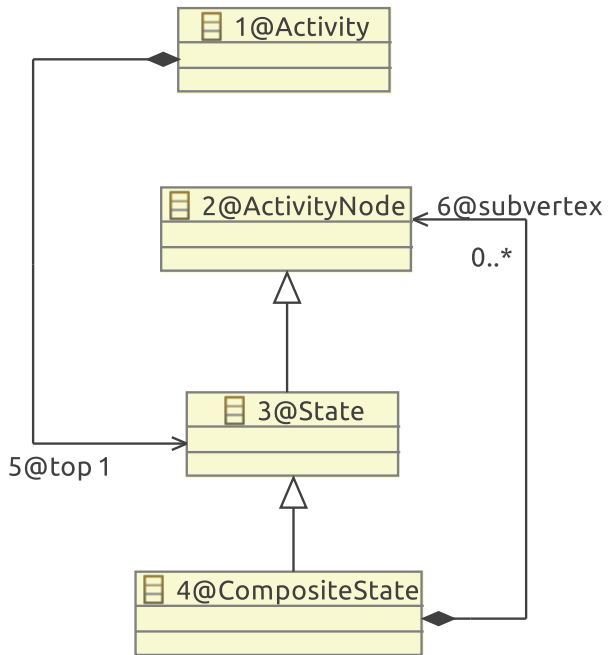 1@Activity
2@ActivityNode
6@subvertex
0..*
3@State
5@top 1
4@CompositeState